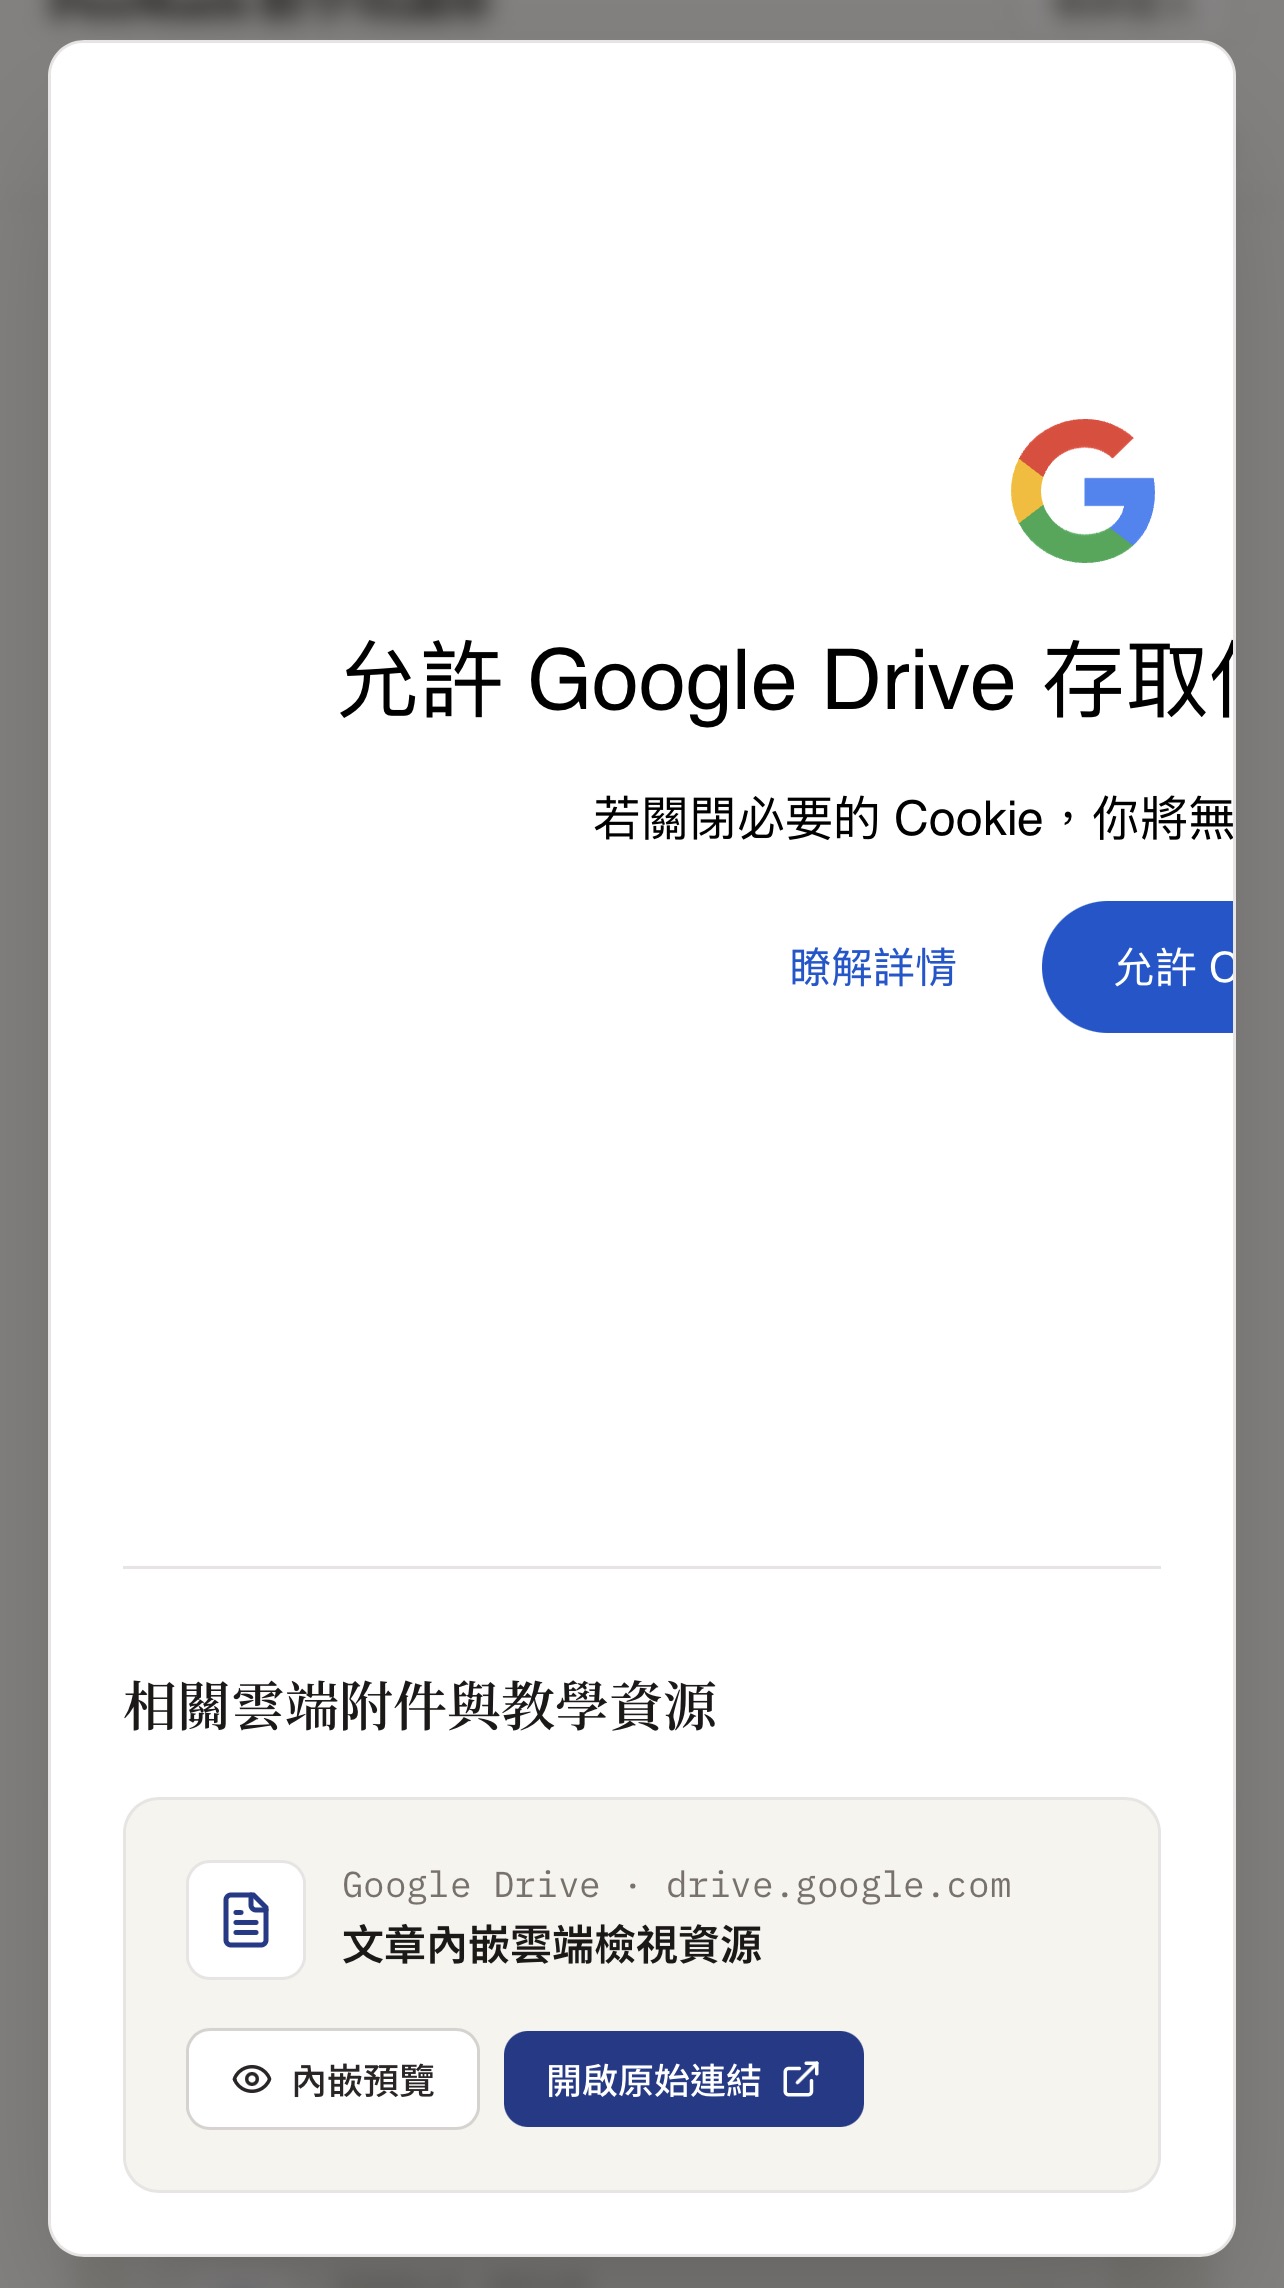 允許 Google Drive 存取
若關閉必要的 Cookie，你將無
瞭解詳情
允許 C
相關雲端附件與教學資源
Google Drive · drive.google.com
文章內嵌雲端檢視資源
內嵌預覽
開啟原始連結